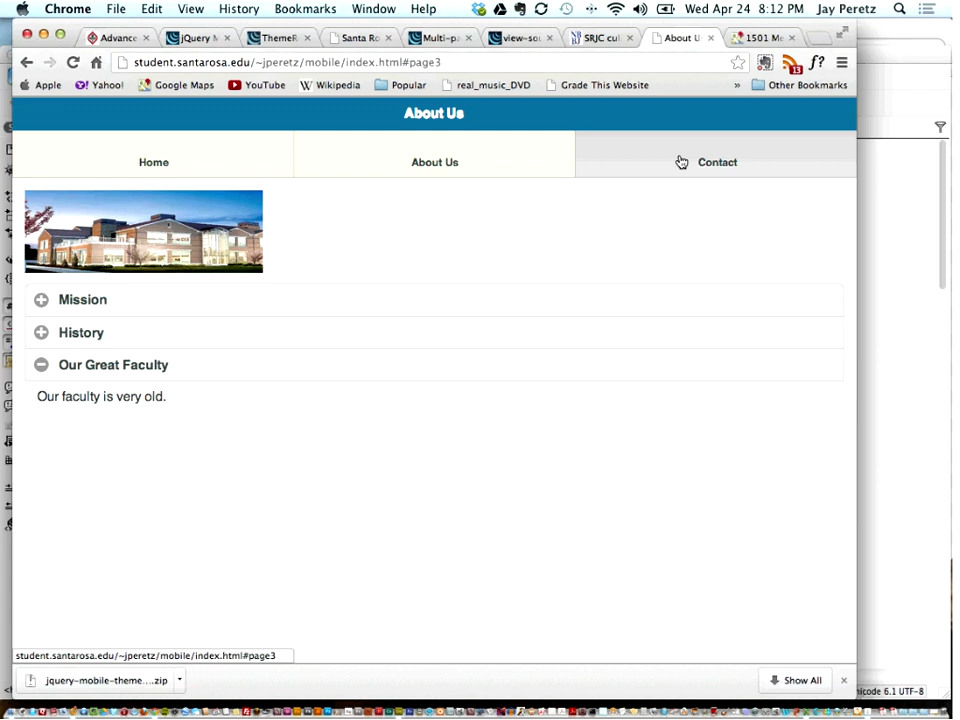 Chrome File Edit View History Bookmarks Window Help Wed Apr 24 8:12 PM Jay Peretz
Advance jQuery M ThemeR Santa Ro Multi-pa view-sou SRJC cul About U 1501 Me
student.santarosa.edu/~jperetz/mobile/index.html#page3 13 f?
Apple Yahoo! Google Maps YouTube Wikipedia Popular real_music_DVD Grade This Website » Other Bookmarks
About Us
Home About Us Contact
Mission
History
Our Great Faculty
Our faculty is very old.
student.santarosa.edu/~jperetz/mobile/index.html#page3
jquery-mobile-theme....zip Show All
nicode 6.1 UTF-8